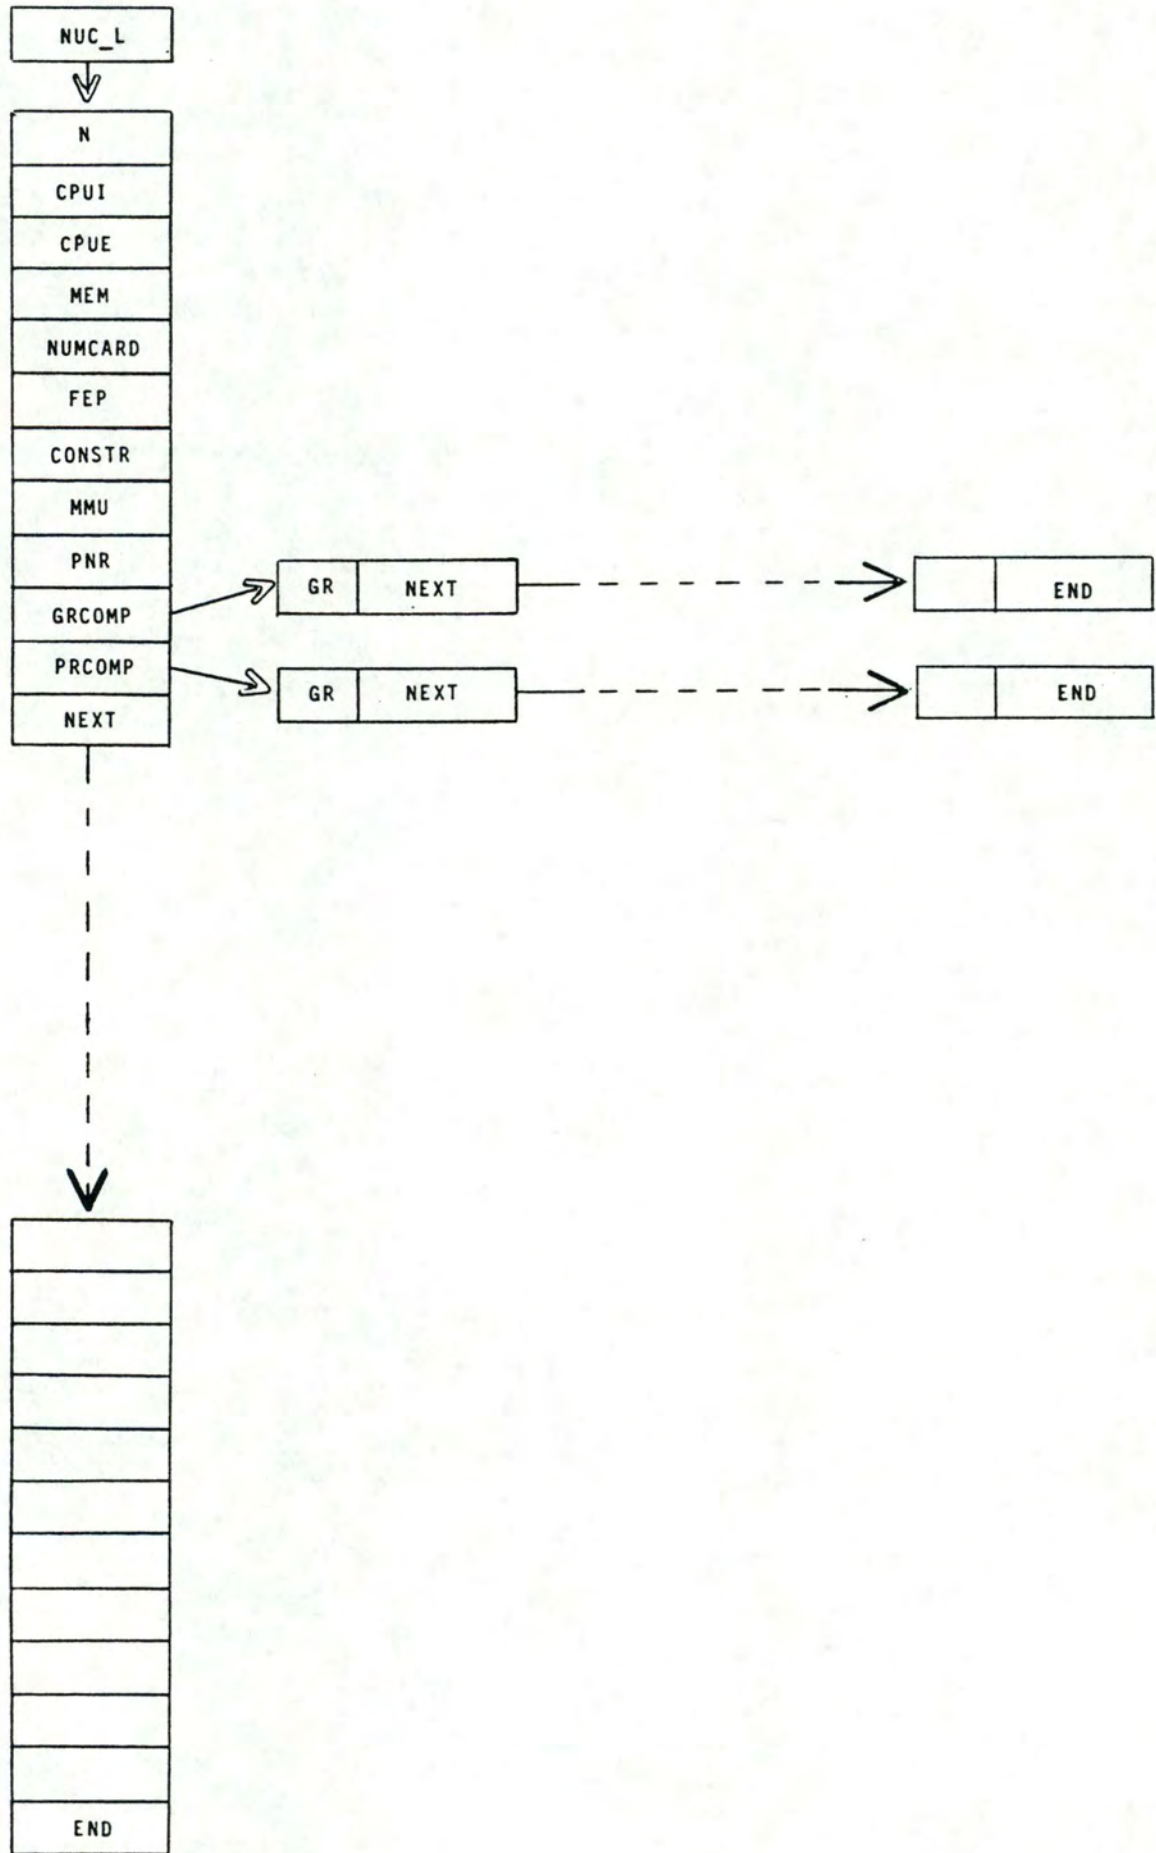 NUC_L
N
CPUI
CPUE
MEM
NUMCARD
FEP
CONSTR
MMU
PNR
GRCOMP
GR NEXT END
PRCOMP
GR NEXT END
NEXT
END